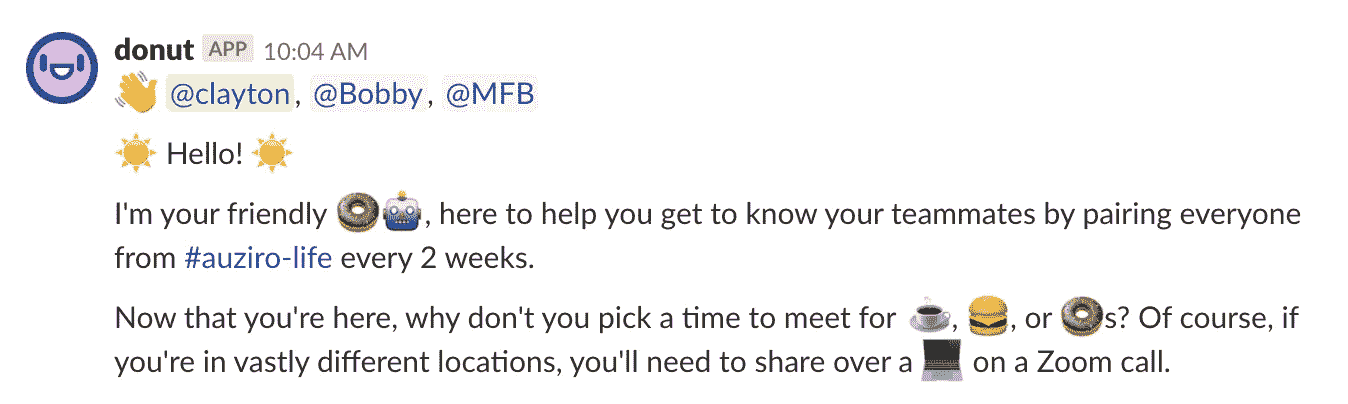 donut APP 10:04 AM
👋 @clayton, @Bobby, @MFB
☀️ Hello! ☀️
I'm your friendly 🍩🤖, here to help you get to know your teammates by pairing everyone
from #auziro-life every 2 weeks.
Now that you're here, why don't you pick a time to meet for ☕, 🍔, or 🍩s? Of course, if
you're in vastly different locations, you'll need to share over a 💻 on a Zoom call.